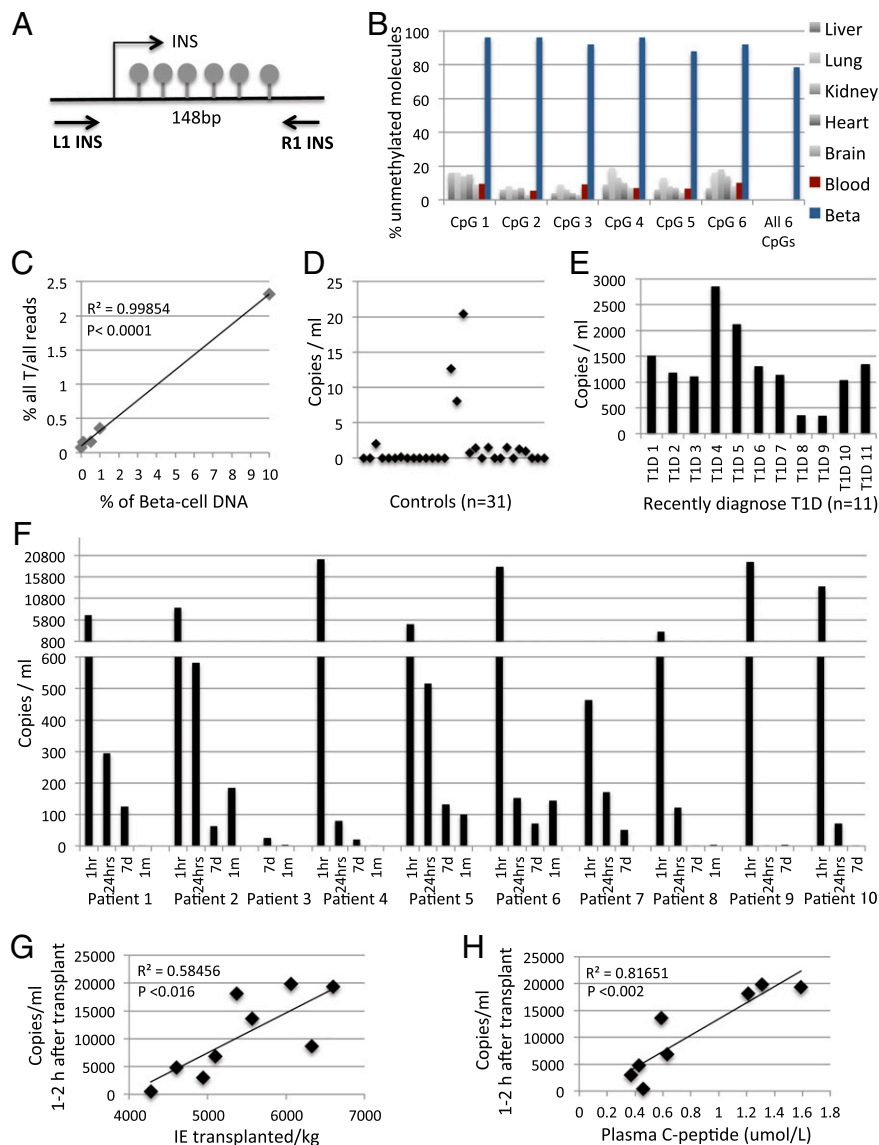 A
INS
148bp
L1 INS
R1 INS
B
% unmethylated molecules
100
80
60
40
20
0
CpG 1
CpG 2
CpG 3
CpG 4
CpG 5
CpG 6
All 6
CpGs
Liver
Lung
Kidney
Heart
Brain
Blood
Beta
C
% all T/all reads
2.5
2
1.5
1
0.5
0
R² = 0.99854
P< 0.0001
0 1 2 3 4 5 6 7 8 9 10
% of Beta-cell DNA
D
Copies / ml
25
20
15
10
5
0
Controls (n=31)
E
Copies / ml
3000
2500
2000
1500
1000
500
0
T1D 1
T1D 2
T1D 3
T1D 4
T1D 5
T1D 6
T1D 7
T1D 8
T1D 9
T1D 10
T1D 11
Recently diagnose T1D (n=11)
F
Copies / ml
20800
15800
10800
5800
800
600
500
400
300
200
100
0
1hr 24hrs 7d 1m
1hr 24hrs 7d 1m
7d 1m
1hr 24hrs 7d 1m
1hr 24hrs 7d 1m
1hr 24hrs 7d 1m
1hr 24hrs 7d
1hr 24hrs 7d 1m
1hr 24hrs 7d
1hr 24hrs 7d
Patient 1 Patient 2 Patient 3 Patient 4 Patient 5 Patient 6 Patient 7 Patient 8 Patient 9 Patient 10
G
Copies/ml
1-2 h after transplant
25000
20000
15000
10000
5000
0
R² = 0.58456
P <0.016
4000 5000 6000 7000
IE transplanted/kg
H
Copies/ml
1-2 h after transplant
25000
20000
15000
10000
5000
0
R² = 0.81651
P <0.002
0 0.2 0.4 0.6 0.8 1 1.2 1.4 1.6 1.8
Plasma C-peptide (umol/L)